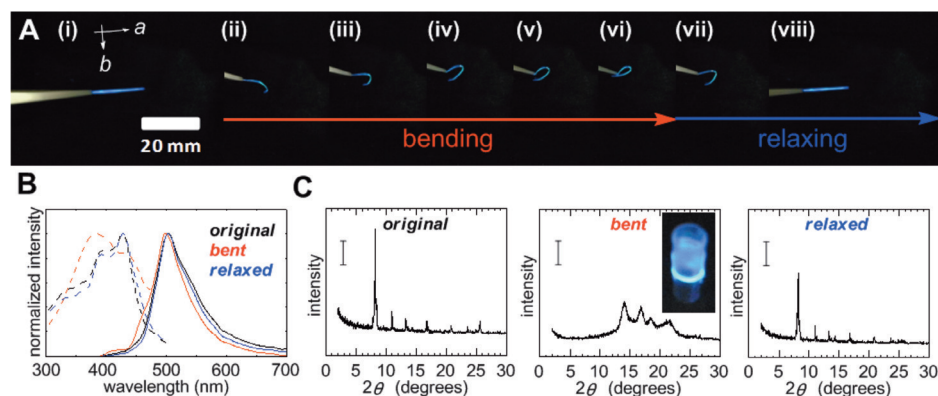 A
(i)
a
b
(ii)
(iii)
(iv)
(v)
(vi)
(vii)
(viii)
20 mm
bending
relaxing
B
normalized intensity
original
bent
relaxed
300 400 500 600 700
wavelength (nm)
C
intensity
original
0 5 10 15 20 25 30
2θ (degrees)
intensity
bent
0 5 10 15 20 25 30
2θ (degrees)
intensity
relaxed
0 5 10 15 20 25 30
2θ (degrees)